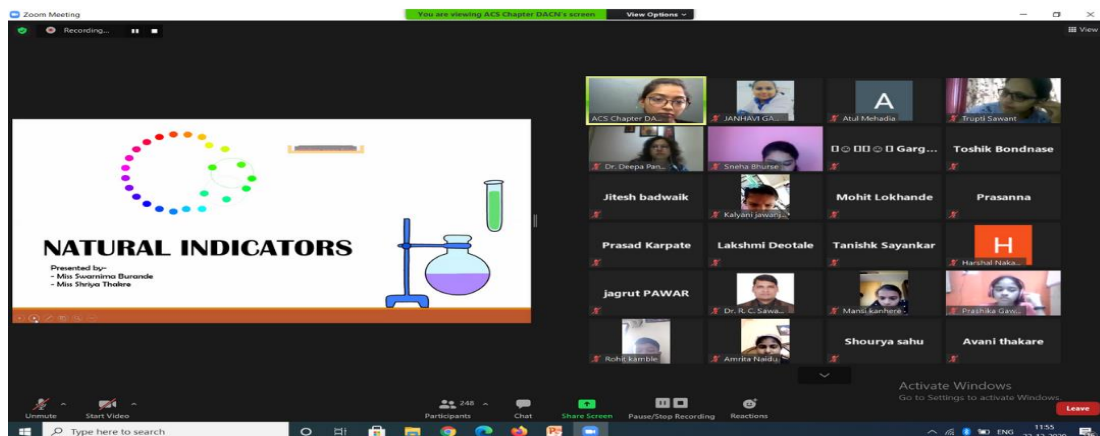 Zoom Meeting
You are viewing ACS Chapter DACN's screen
View Options
Recording...
View
NATURAL INDICATORS
Presented by-
- Miss Swarnima Burande
- Miss Shriya Thakre
ACS Chapter DA...
JANHAVI GA...
A
Atul Mehadia
Trupti Sawant
Dr. Deepa Pan...
Sneha Bhurse
Garg...
Toshik Bondnase
Jitesh badwaik
Kalyani jawanj...
Mohit Lokhande
Prasanna
Prasad Karpate
Lakshmi Deotale
Tanishk Sayankar
H
Harshal Naka...
jagrut PAWAR
Dr. R. C. Sawa...
Mansi kanhere
Prashika Gaw...
Rohit kamble
Amrita Naidu
Shourya sahu
Avani thakare
Activate Windows
Go to Settings to activate Windows.
Unmute
Start Video
Participants
248
Chat
Share Screen
Pause/Stop Recording
Reactions
Leave
Type here to search
ENG
11:55